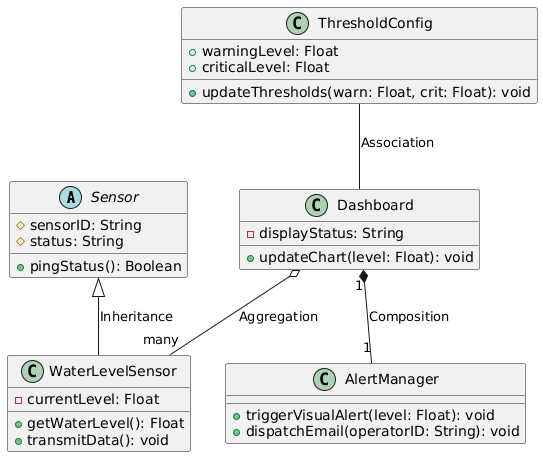 C ThresholdConfig
warningLevel: Float
criticalLevel: Float
updateThresholds(warn: Float, crit: Float): void
Association
A Sensor
sensorID: String
status: String
pingStatus(): Boolean
C Dashboard
displayStatus: String
updateChart(level: Float): void
Inheritance
many
Aggregation
1
Composition
1
C WaterLevelSensor
currentLevel: Float
getWaterLevel(): Float
transmitData(): void
C AlertManager
triggerVisualAlert(level: Float): void
dispatchEmail(operatorID: String): void